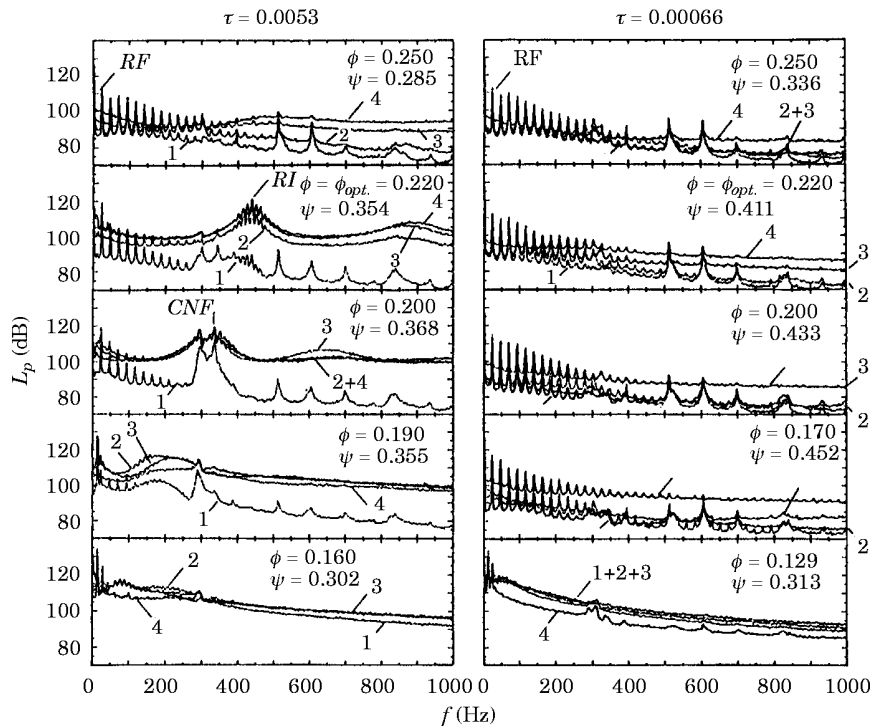 τ = 0.0053
τ = 0.00066
120
100
80
RF
1
2
3
4
ϕ = 0.250
ψ = 0.285
RF
4
2+3
ϕ = 0.250
ψ = 0.336
120
100
80
RI
1
2
3
4
ϕ = ϕopt. = 0.220
ψ = 0.354
1
4
3
2
ϕ = ϕopt. = 0.220
ψ = 0.411
Lp (dB)
120
100
80
CNF
1
3
2+4
ϕ = 0.200
ψ = 0.368
1
3
2
ϕ = 0.200
ψ = 0.433
120
100
80
2
3
1
4
ϕ = 0.190
ψ = 0.355
ϕ = 0.170
ψ = 0.452
2
120
100
80
2
4
3
1
ϕ = 0.160
ψ = 0.302
1+2+3
4
ϕ = 0.129
ψ = 0.313
0 200 400 600 800 1000
0 200 400 600 800 1000
f (Hz)